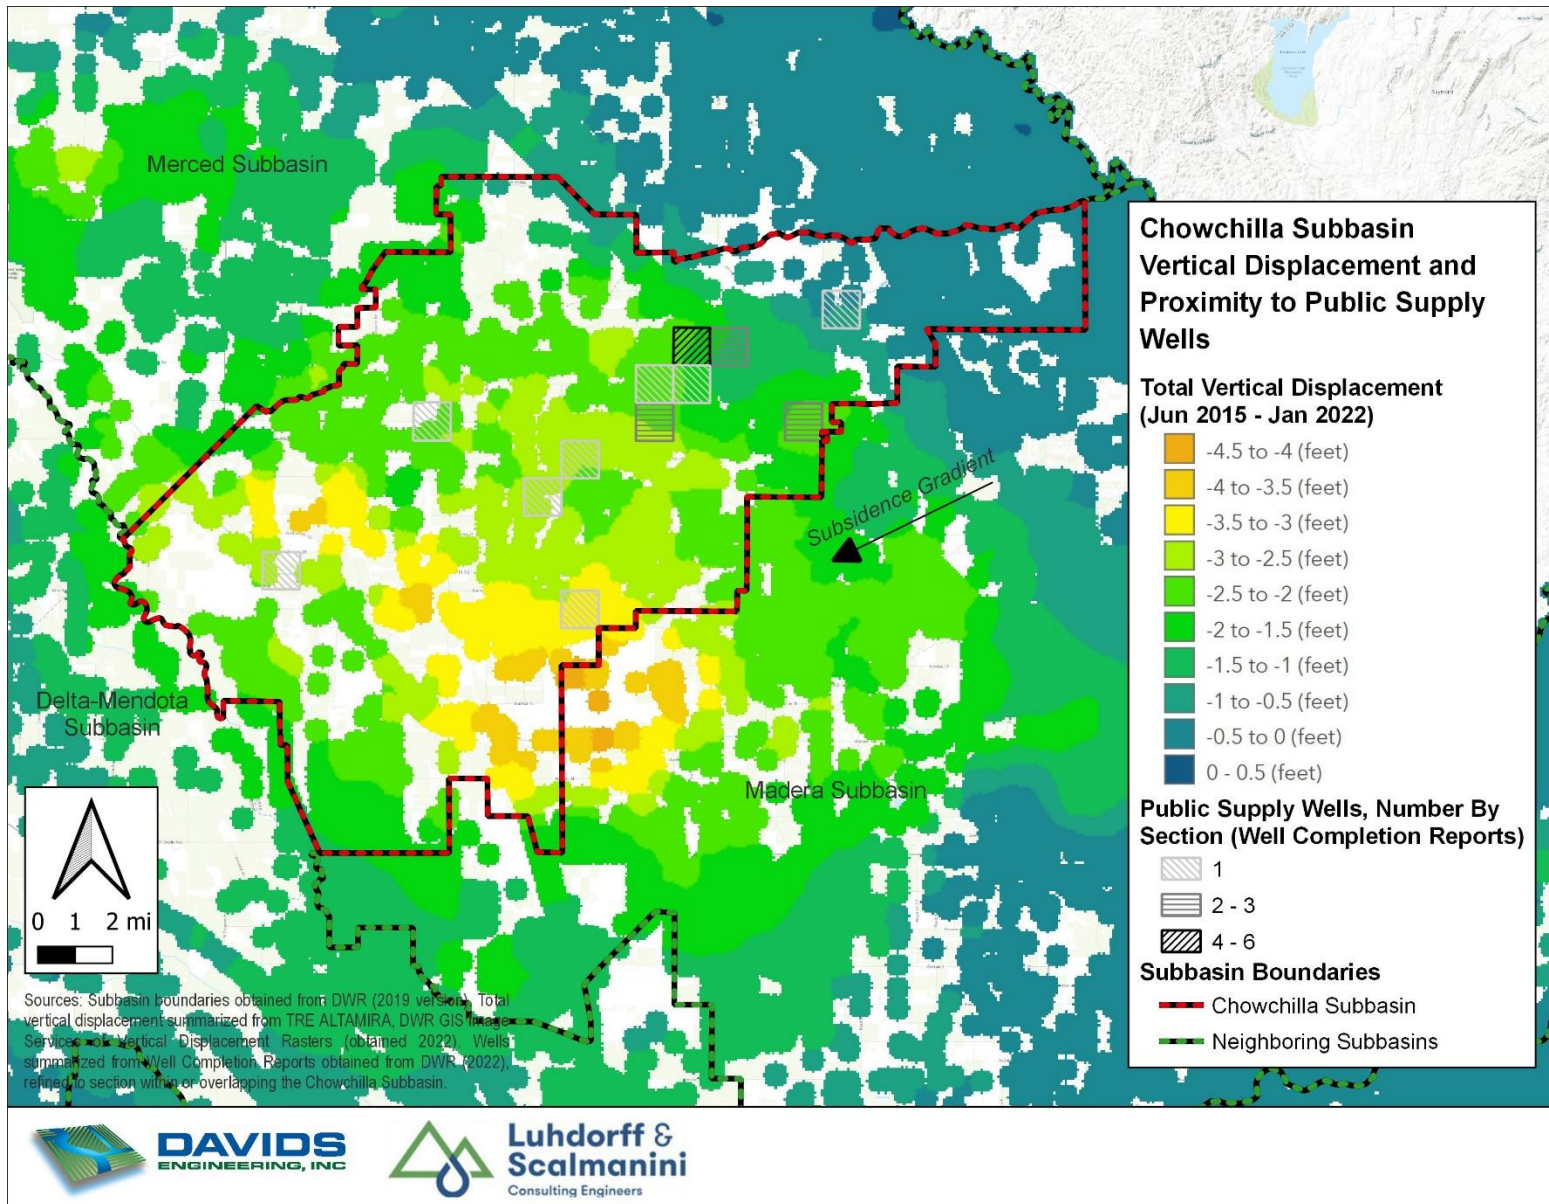 Merced Subbasin
Chowchilla Subbasin
Vertical Displacement and
Proximity to Public Supply
Wells
Total Vertical Displacement
(Jun 2015 - Jan 2022)
-4.5 to -4 (feet)
-4 to -3.5 (feet)
-3.5 to -3 (feet)
-3 to -2.5 (feet)
-2.5 to -2 (feet)
-2 to -1.5 (feet)
-1.5 to -1 (feet)
-1 to -0.5 (feet)
-0.5 to 0 (feet)
0 - 0.5 (feet)
Public Supply Wells, Number By
Section (Well Completion Reports)
1
2 - 3
4 - 6
Subbasin Boundaries
Chowchilla Subbasin
Neighboring Subbasins
Subsidence Gradient
Delta-Mendota
Subbasin
Madera Subbasin
0 1 2 mi
Sources: Subbasin boundaries obtained from DWR (2019 version). Total
vertical displacement summarized from TRE ALTAMIRA, DWR GIS Image
Services of Vertical Displacement Rasters (obtained 2022). Wells
summarized from Well Completion Reports obtained from DWR (2022),
refined to section within or overlapping the Chowchilla Subbasin.
DAVIDS
ENGINEERING, INC
Luhdorff &
Scalmanini
Consulting Engineers